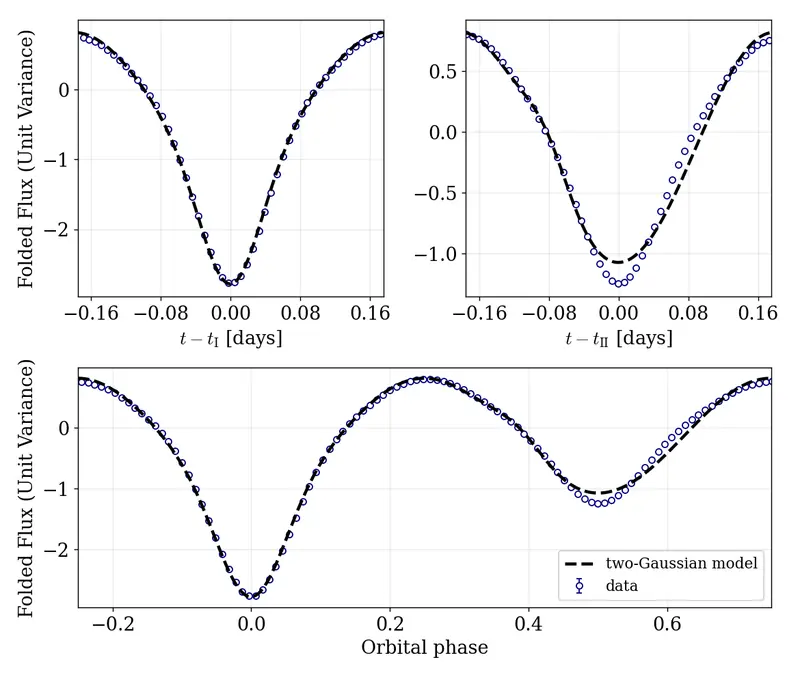 Folded Flux (Unit Variance)
0
−1
−2
−0.16 −0.08 0.00 0.08 0.16
t − t_I [days]
0.5
0.0
−0.5
−1.0
−0.16 −0.08 0.00 0.08 0.16
t − t_II [days]
Folded Flux (Unit Variance)
0
−1
−2
−0.2 0.0 0.2 0.4 0.6
Orbital phase
two-Gaussian model
data